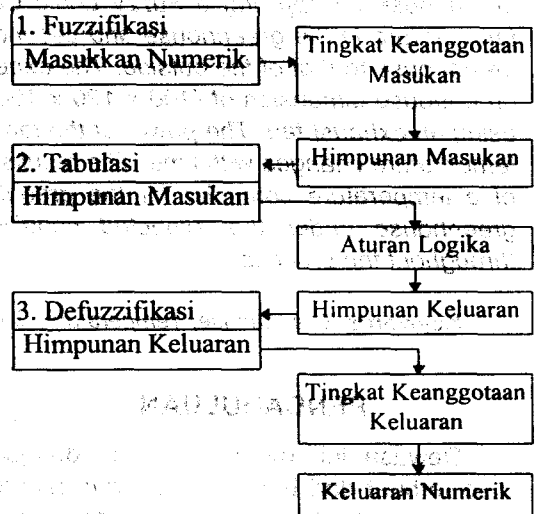 1. Fuzzifikasi
Masukkan Numerik
Tingkat Keanggotaan
Masukan
Himpunan Masukan
2. Tabulasi
Himpunan Masukan
Aturan Logika
Himpunan Keluaran
3. Defuzzifikasi
Himpunan Keluaran
Tingkat Keanggotaan
Keluaran
Keluaran Numerik